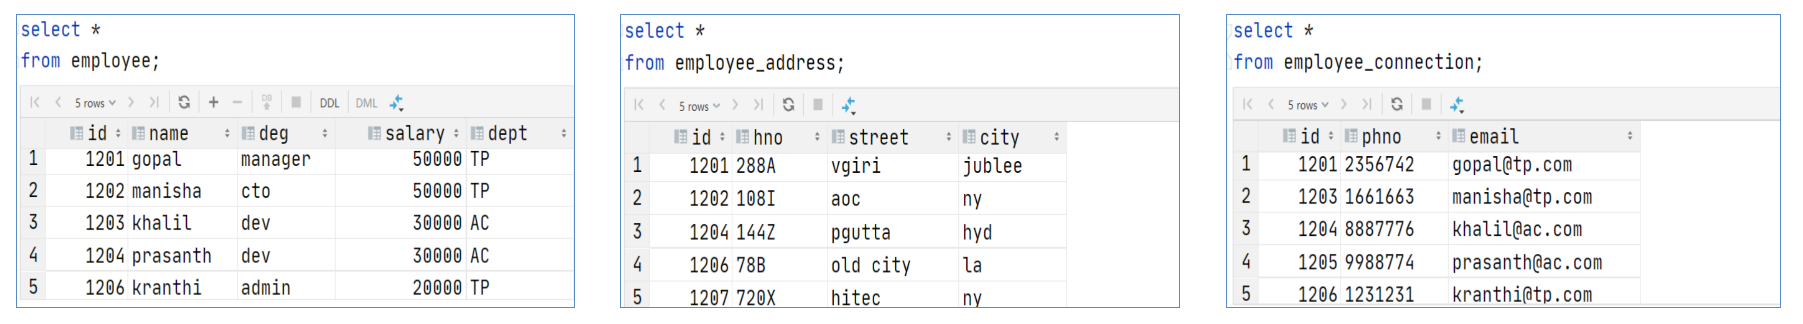 select *
from employee;
5 rows DB DDL DML
id name deg salary dept
1 1201 gopal manager 50000 TP
2 1202 manisha cto 50000 TP
3 1203 khalil dev 30000 AC
4 1204 prasanth dev 30000 AC
5 1206 kranthi admin 20000 TP
select *
from employee_address;
5 rows
id hno street city
1 1201 288A vgiri jublee
2 1202 108I aoc ny
3 1204 144Z pgutta hyd
4 1206 78B old city la
5 1207 720X hitec ny
select *
from employee_connection;
5 rows
id phno email
1 1201 2356742 gopal@tp.com
2 1203 1661663 manisha@tp.com
3 1204 8887776 khalil@ac.com
4 1205 9988774 prasanth@ac.com
5 1206 1231231 kranthi@tp.com